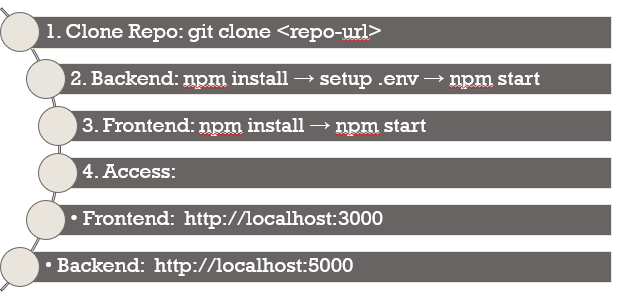 1. Clone Repo: git clone <repo-url>
2. Backend: npm install → setup .env → npm start
3. Frontend: npm install → npm start
4. Access:
• Frontend: http://localhost:3000
• Backend: http://localhost:5000